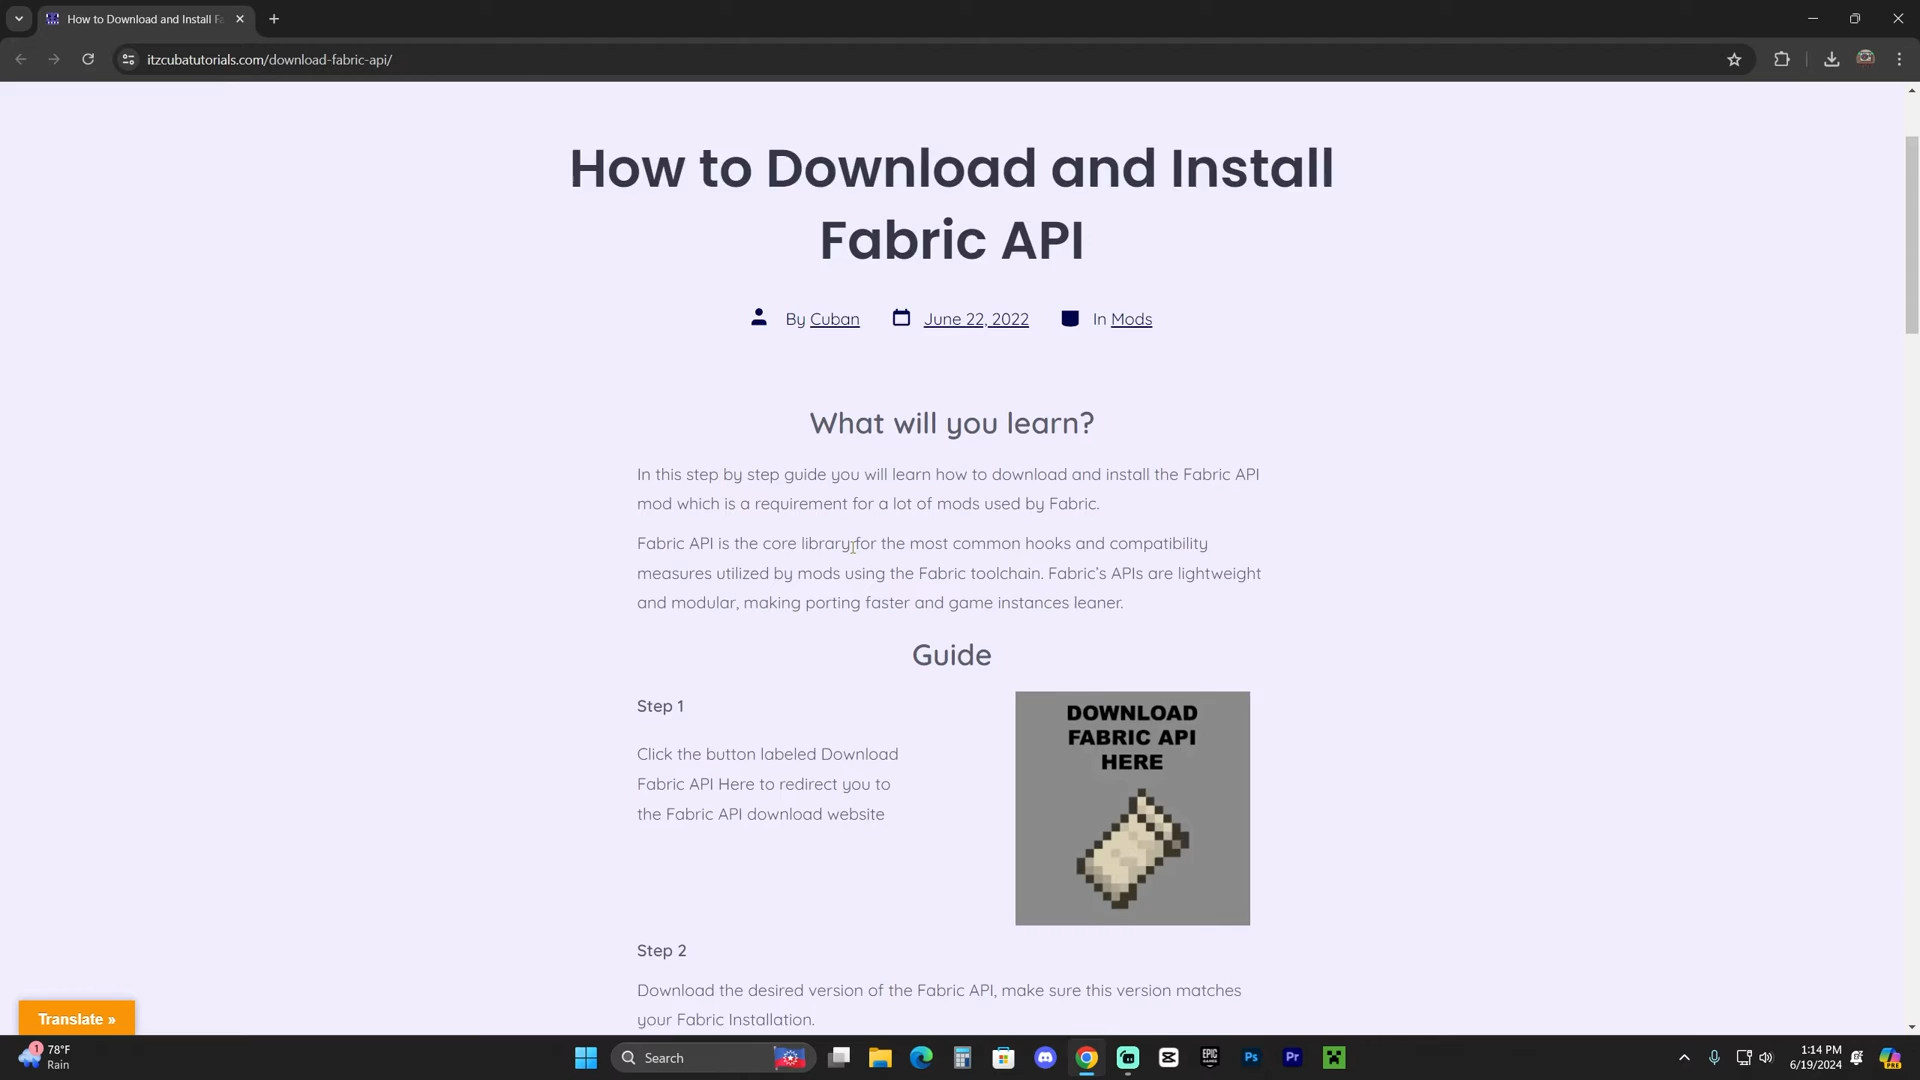 How to Download and Install F
itzcubatutorials.com/download-fabric-api/
How to Download and Install
Fabric API
By Cuban June 22, 2022 In Mods
What will you learn?
In this step by step guide you will learn how to download and install the Fabric API
mod which is a requirement for a lot of mods used by Fabric.
Fabric API is the core library for the most common hooks and compatibility
measures utilized by mods using the Fabric toolchain. Fabric's APIs are lightweight
and modular, making porting faster and game instances leaner.
Guide
Step 1
Click the button labeled Download
Fabric API Here to redirect you to
the Fabric API download website
DOWNLOAD
FABRIC API
HERE
Step 2
Download the desired version of the Fabric API, make sure this version matches
your Fabric Installation.
Translate »
1
78°F
Rain
Search
EPIC
GAMES
Ps
Pr
1:14 PM
6/19/2024
PRE